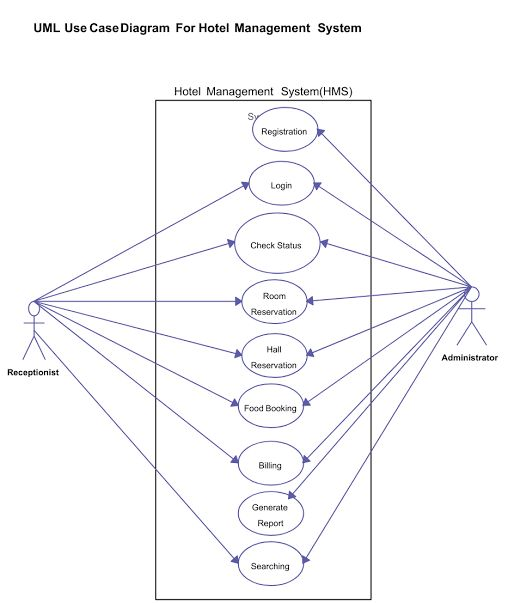 UML Use Case Diagram For Hotel Management System
Hotel Management System(HMS)
Registration
Login
Check Status
Room
Reservation
Hall
Reservation
Food Booking
Billing
Generate
Report
Searching
Receptionist
Administrator